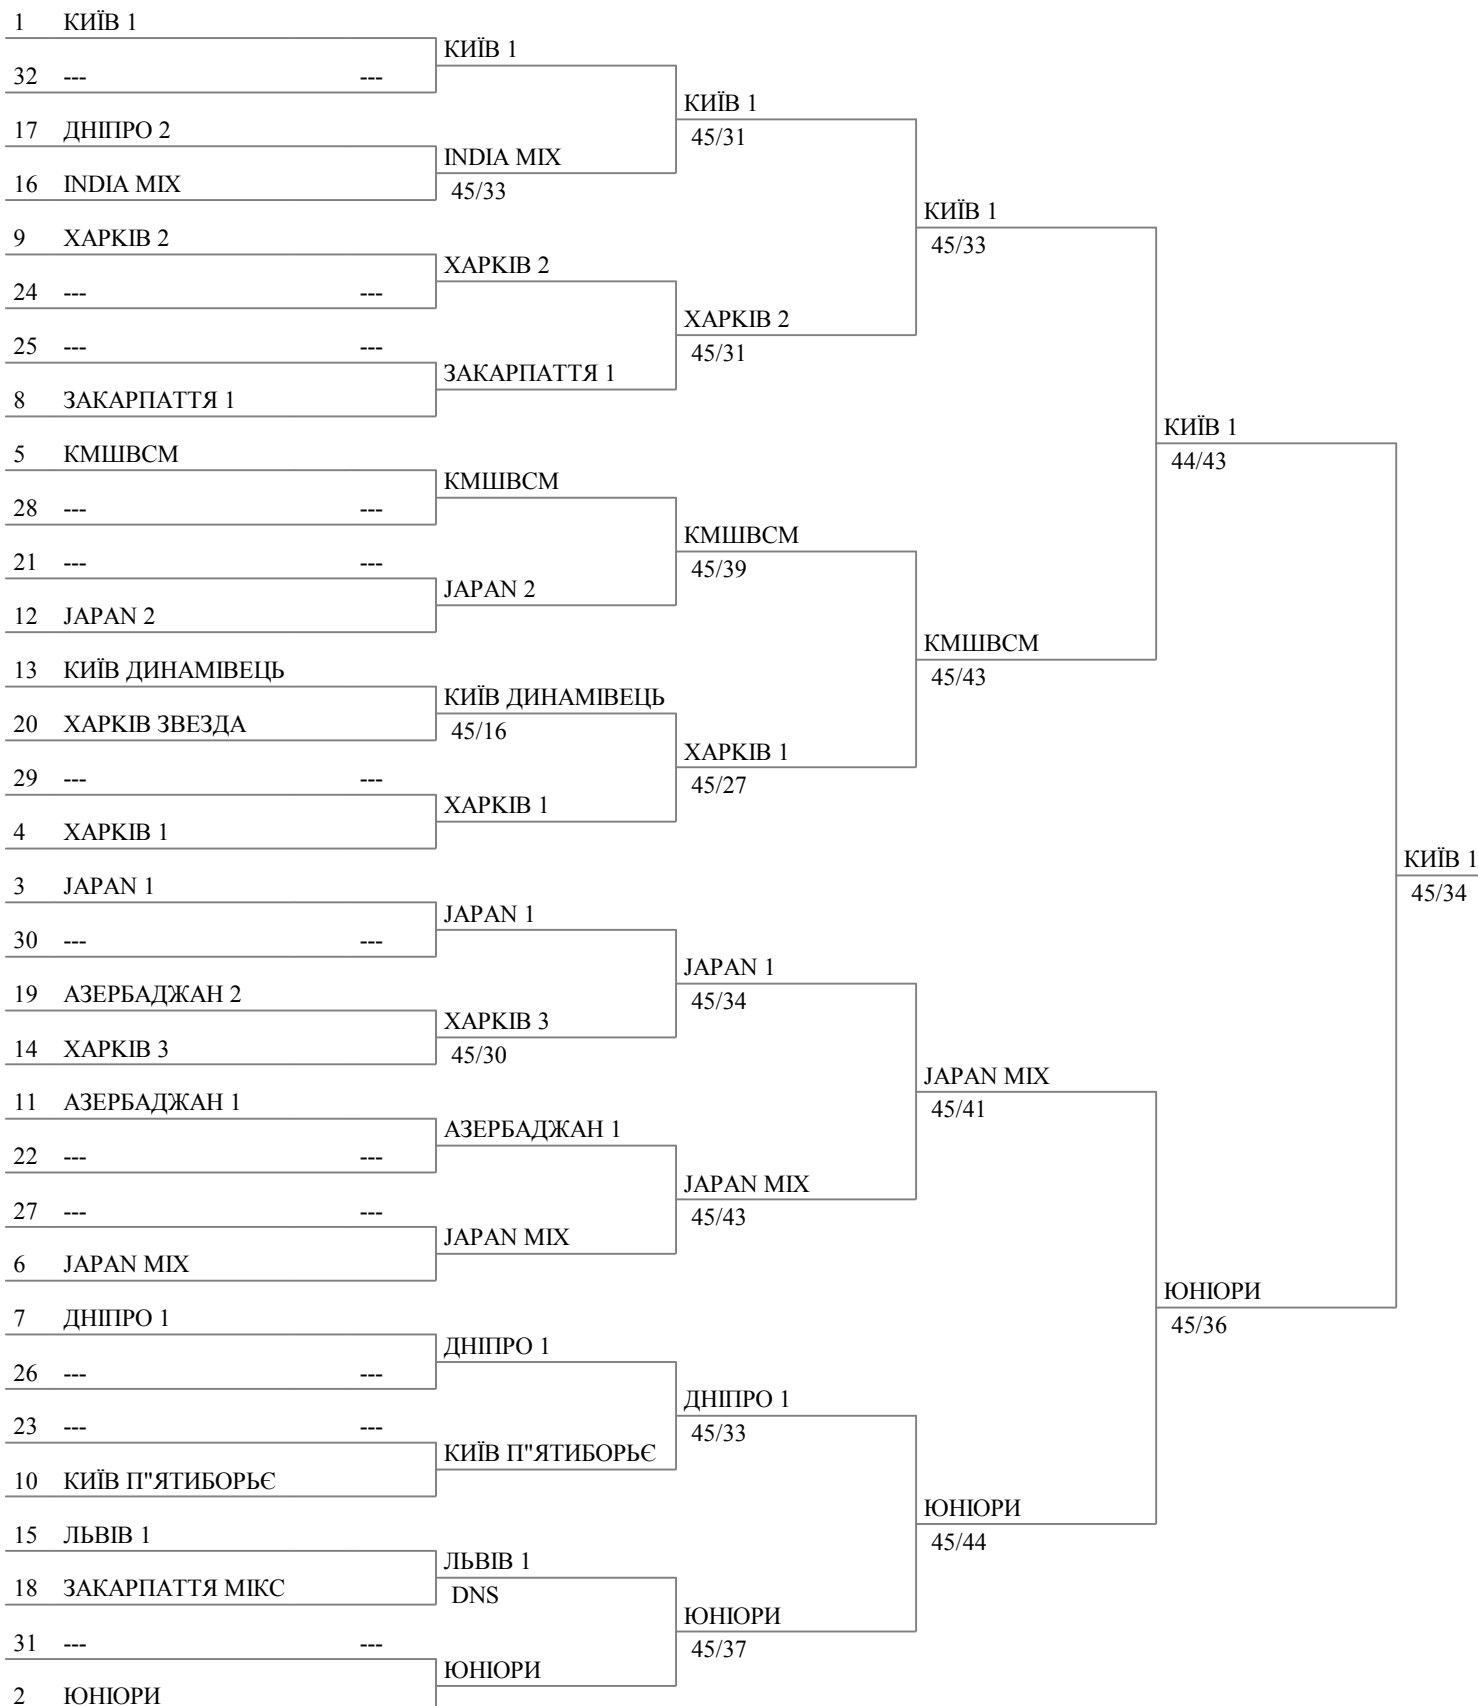 1 КИЇВ 1
КИЇВ 1
32 --- ---
КИЇВ 1
45/31
17 ДНІПРО 2
INDIA MIX
45/33
16 INDIA MIX
КИЇВ 1
45/33
9 ХАРКІВ 2
ХАРКІВ 2
24 --- ---
ХАРКІВ 2
45/31
25 --- ---
ЗАКАРПАТТЯ 1
8 ЗАКАРПАТТЯ 1
КИЇВ 1
44/43
5 КМШВСМ
КМШВСМ
28 --- ---
КМШВСМ
45/39
21 --- ---
JAPAN 2
12 JAPAN 2
КМШВСМ
45/43
13 КИЇВ ДИНАМІВЕЦЬ
КИЇВ ДИНАМІВЕЦЬ
45/16
20 ХАРКІВ ЗВЕЗДА
ХАРКІВ 1
45/27
29 --- ---
ХАРКІВ 1
4 ХАРКІВ 1
КИЇВ 1
45/34
3 JAPAN 1
JAPAN 1
30 --- ---
JAPAN 1
45/34
19 АЗЕРБАДЖАН 2
ХАРКІВ 3
45/30
14 ХАРКІВ 3
JAPAN MIX
45/41
11 АЗЕРБАДЖАН 1
АЗЕРБАДЖАН 1
22 --- ---
JAPAN MIX
45/43
27 --- ---
JAPAN MIX
6 JAPAN MIX
ЮНІОРИ
45/36
7 ДНІПРО 1
ДНІПРО 1
26 --- ---
ДНІПРО 1
45/33
23 --- ---
КИЇВ П"ЯТИБОРЬЄ
10 КИЇВ П"ЯТИБОРЬЄ
ЮНІОРИ
45/44
15 ЛЬВІВ 1
ЛЬВІВ 1
DNS
18 ЗАКАРПАТТЯ МІКС
ЮНІОРИ
45/37
31 --- ---
ЮНІОРИ
2 ЮНІОРИ